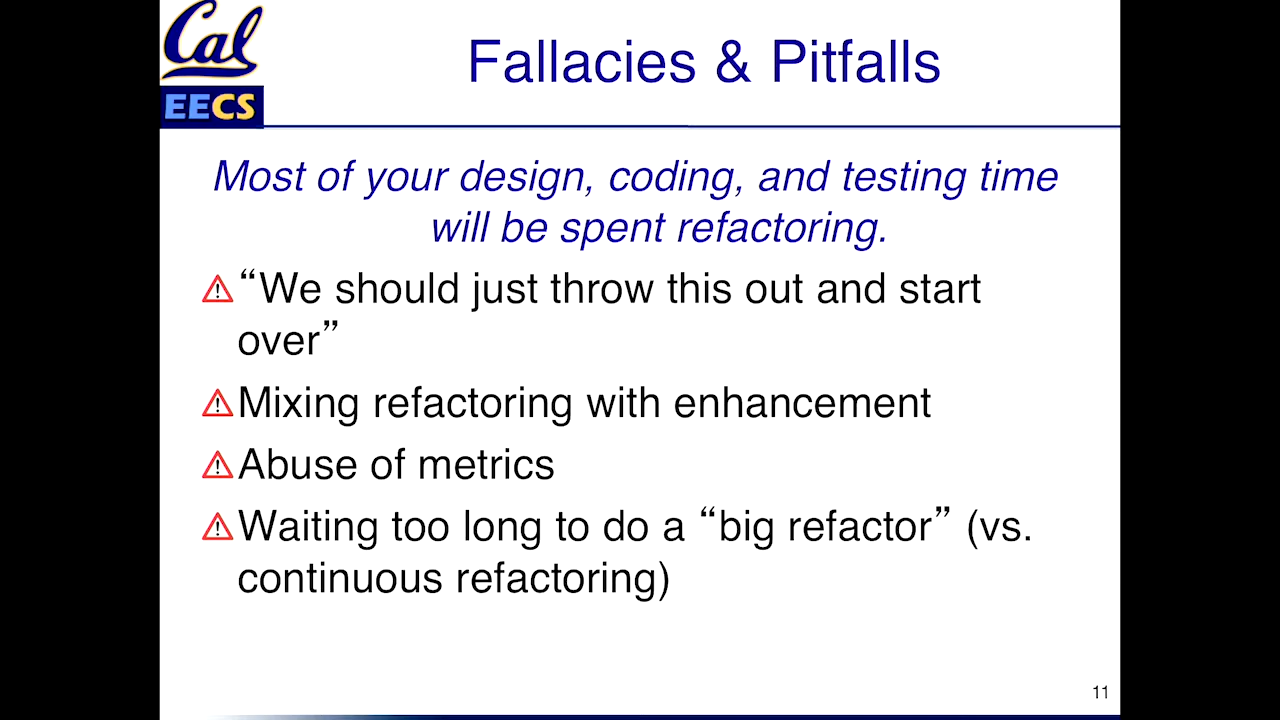 Cal
EECS
Fallacies & Pitfalls
Most of your design, coding, and testing time
will be spent refactoring.
“We should just throw this out and start
over”
Mixing refactoring with enhancement
Abuse of metrics
Waiting too long to do a “big refactor” (vs.
continuous refactoring)
11